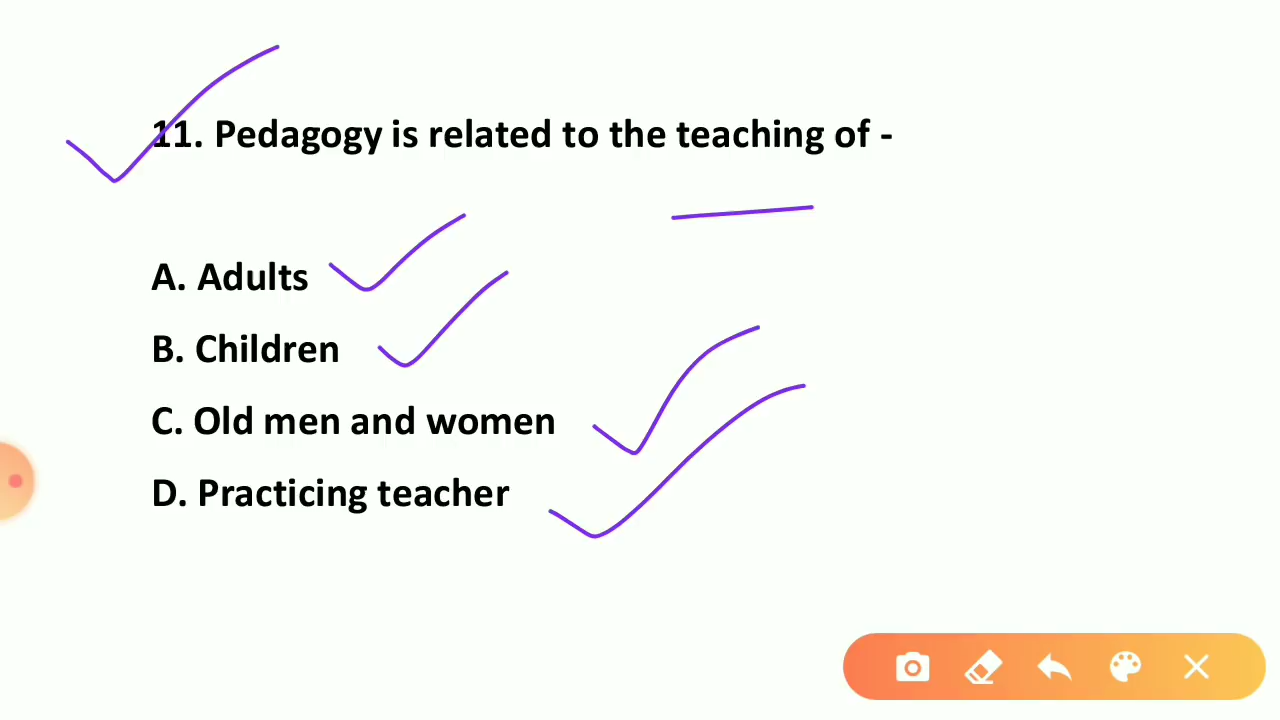 11. Pedagogy is related to the teaching of -
A. Adults
B. Children
C. Old men and women
D. Practicing teacher